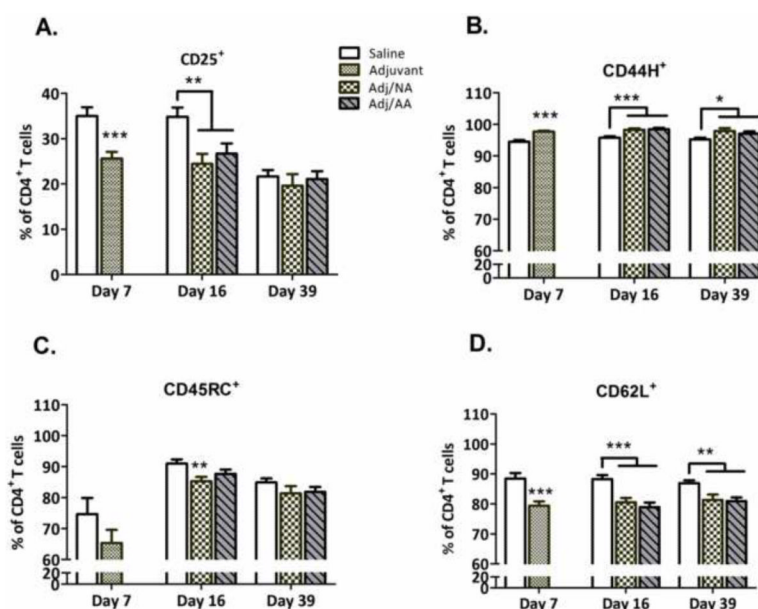 A.
CD25+
% of CD4+ T cells
40
30
20
10
0
***
**
Day 7
Day 16
Day 39
Saline
Adjuvant
Adj/NA
Adj/AA
B.
CD44H+
% of CD4+ T cells
110
100
90
80
70
60
20
0
***
***
*
Day 7
Day 16
Day 39
C.
CD45RC+
% of CD4+ T cells
110
100
90
80
70
60
20
0
**
Day 7
Day 16
Day 39
D.
CD62L+
% of CD4+ T cells
110
100
90
80
70
60
20
0
***
***
**
Day 7
Day 16
Day 39